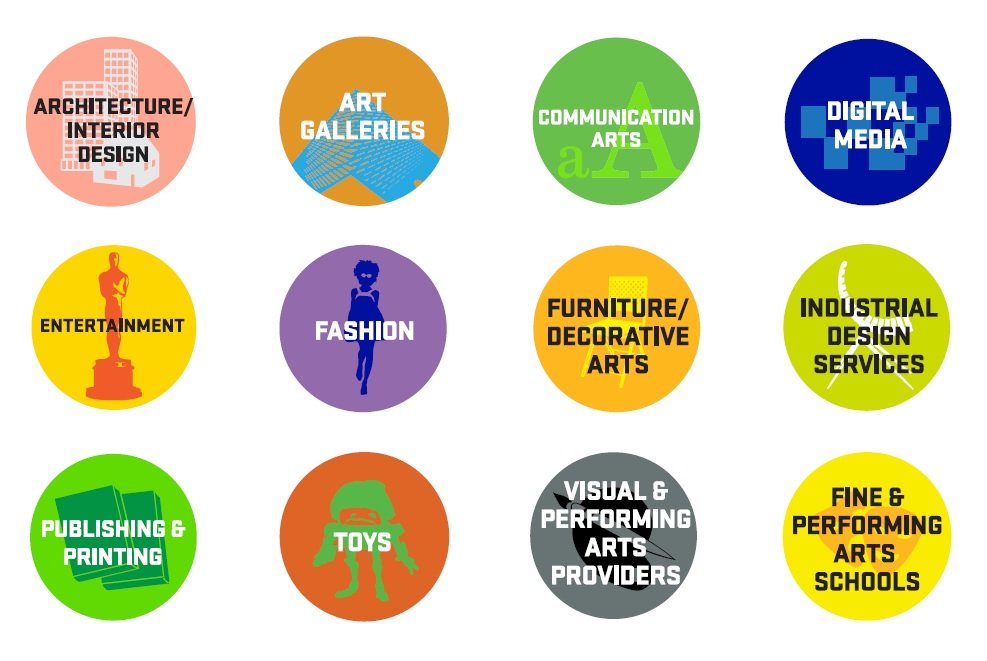 ARCHITECTURE/
INTERIOR
DESIGN
ART
GALLERIES
COMMUNICATION
ARTS
a A
DIGITAL
MEDIA
ENTERTAINMENT
FASHION
FURNITURE/
DECORATIVE
ARTS
INDUSTRIAL
DESIGN
SERVICES
PUBLISHING &
PRINTING
TOYS
VISUAL &
PERFORMING
ARTS
PROVIDERS
FINE &
PERFORMING
ARTS
SCHOOLS